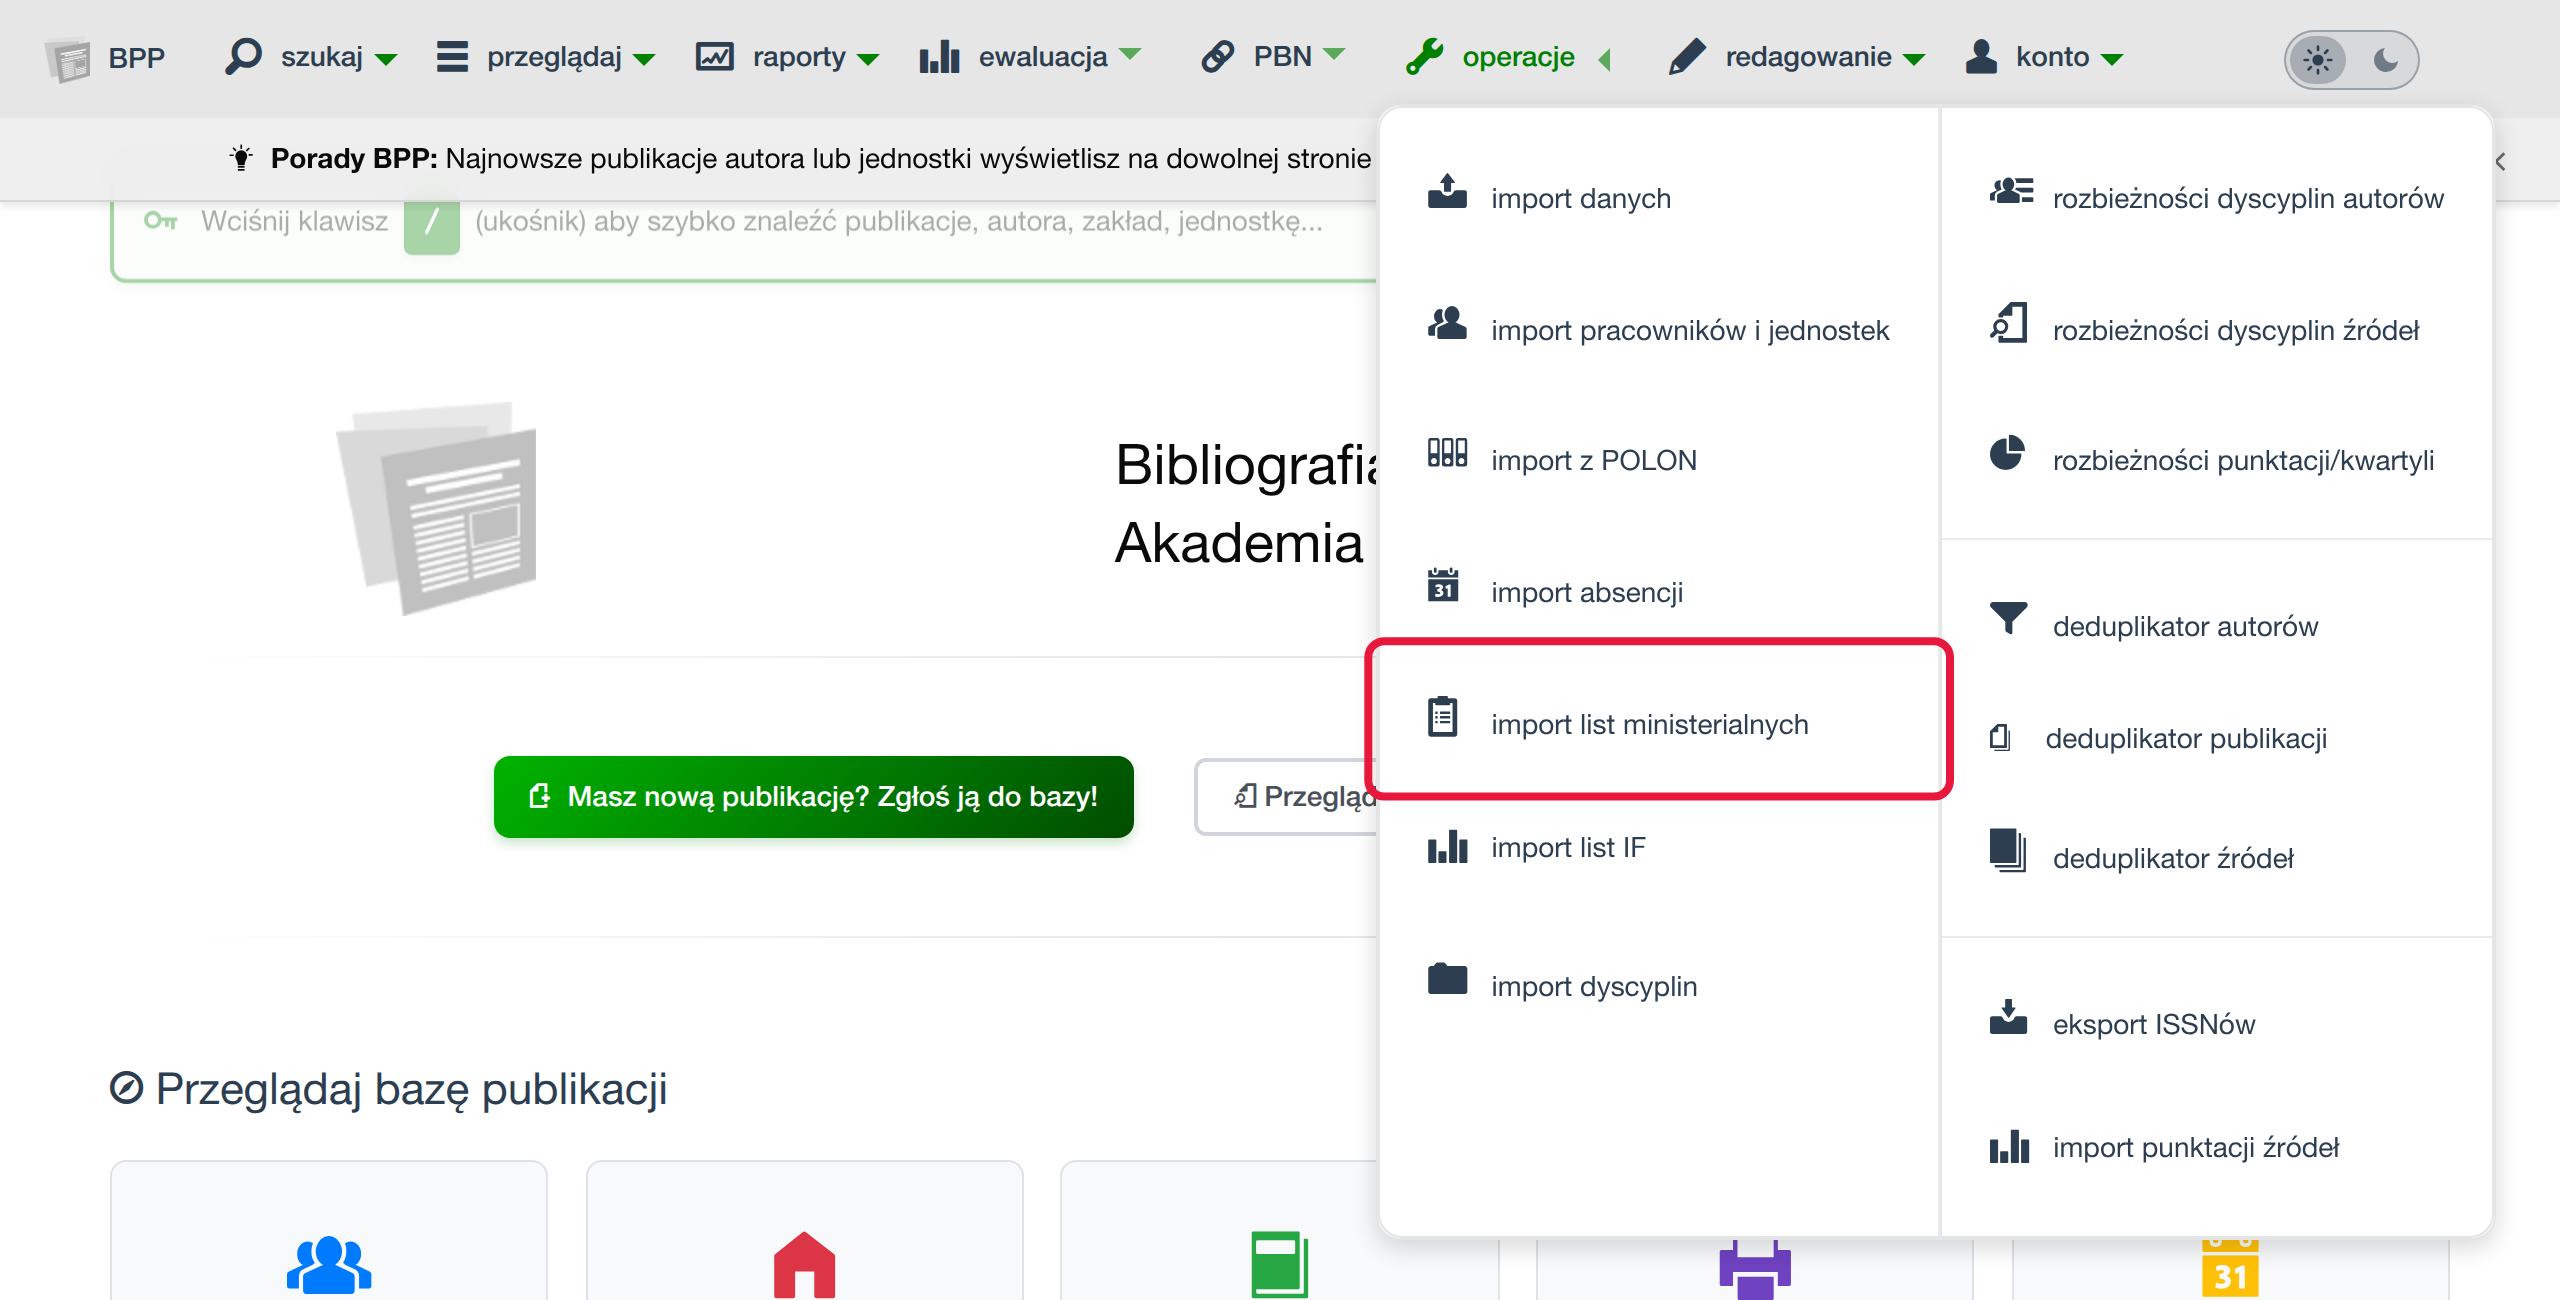 BPP
szukaj
przeglądaj
raporty
ewaluacja
PBN
operacje
redagowanie
konto
Porady BPP: Najnowsze publikacje autora lub jednostki wyświetlisz na dowolnej stronie
Wciśnij klawisz / (ukośnik) aby szybko znaleźć publikacje, autora, zakład, jednostkę...
Bibliografia
Akademia
Masz nową publikację? Zgłoś ją do bazy!
Przegląd
Przeglądaj bazę publikacji
import danych
import pracowników i jednostek
import z POLON
31
import absencji
import list ministerialnych
import list IF
import dyscyplin
rozbieżności dyscyplin autorów
rozbieżności dyscyplin źródeł
rozbieżności punktacji/kwartyli
deduplikator autorów
deduplikator publikacji
deduplikator źródeł
eksport ISSNów
import punktacji źródeł
31